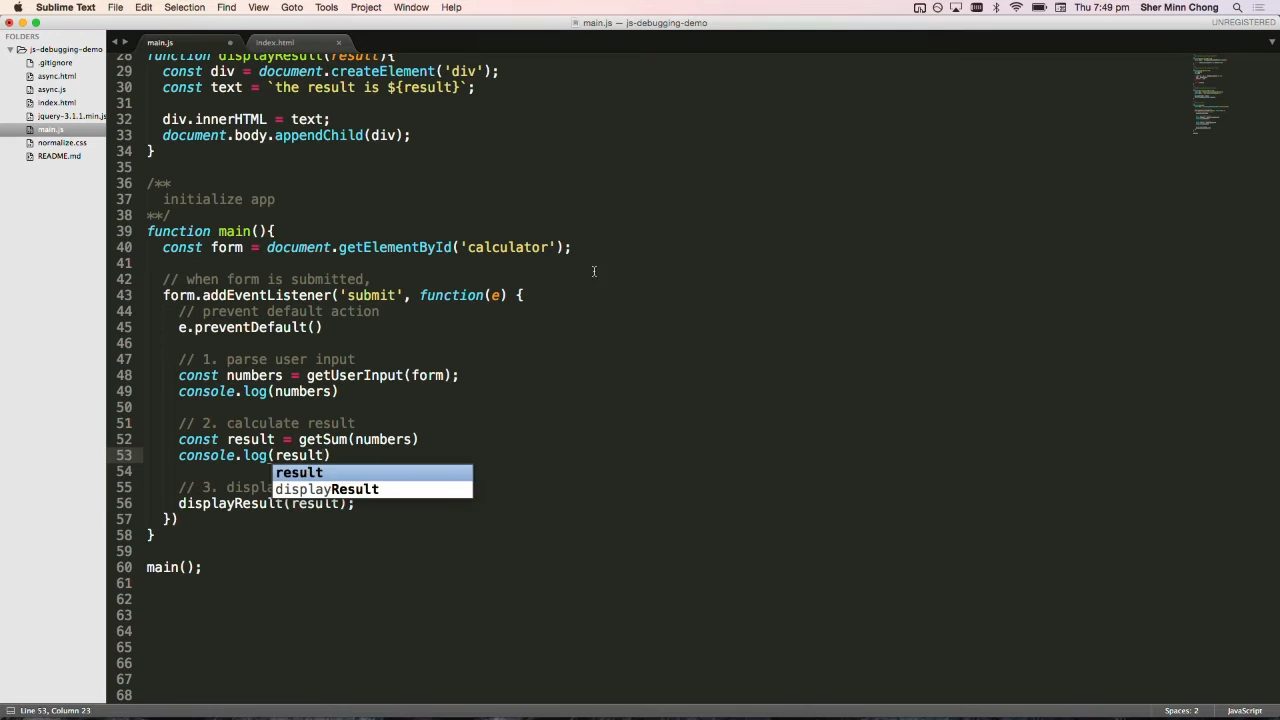 Sublime Text File Edit Selection Find View Goto Tools Project Window Help Thu 7:49 pm Sher Minn Chong
main.js — js-debugging-demo UNREGISTERED
FOLDERS
js-debugging-demo
.gitignore
async.html
async.js
index.html
jquery-3.1.1.min.js
main.js
normalize.css
README.md
main.js index.html
28 function displayResult(result){
29 const div = document.createElement('div');
30 const text = `the result is ${result}`;
31
32 div.innerHTML = text;
33 document.body.appendChild(div);
34 }
35
36 /**
37 initialize app
38 **/
39 function main(){
40 const form = document.getElementById('calculator');
41
42 // when form is submitted,
43 form.addEventListener('submit', function(e) {
44 // prevent default action
45 e.preventDefault()
46
47 // 1. parse user input
48 const numbers = getUserInput(form);
49 console.log(numbers)
50
51 // 2. calculate result
52 const result = getSum(numbers)
53 console.log(result)
54 result
55 // 3. displa displayResult
56 displayResult(result);
57 })
58 }
59
60 main();
61
62
63
64
65
66
67
68
Line 53, Column 23 Spaces: 2 JavaScript